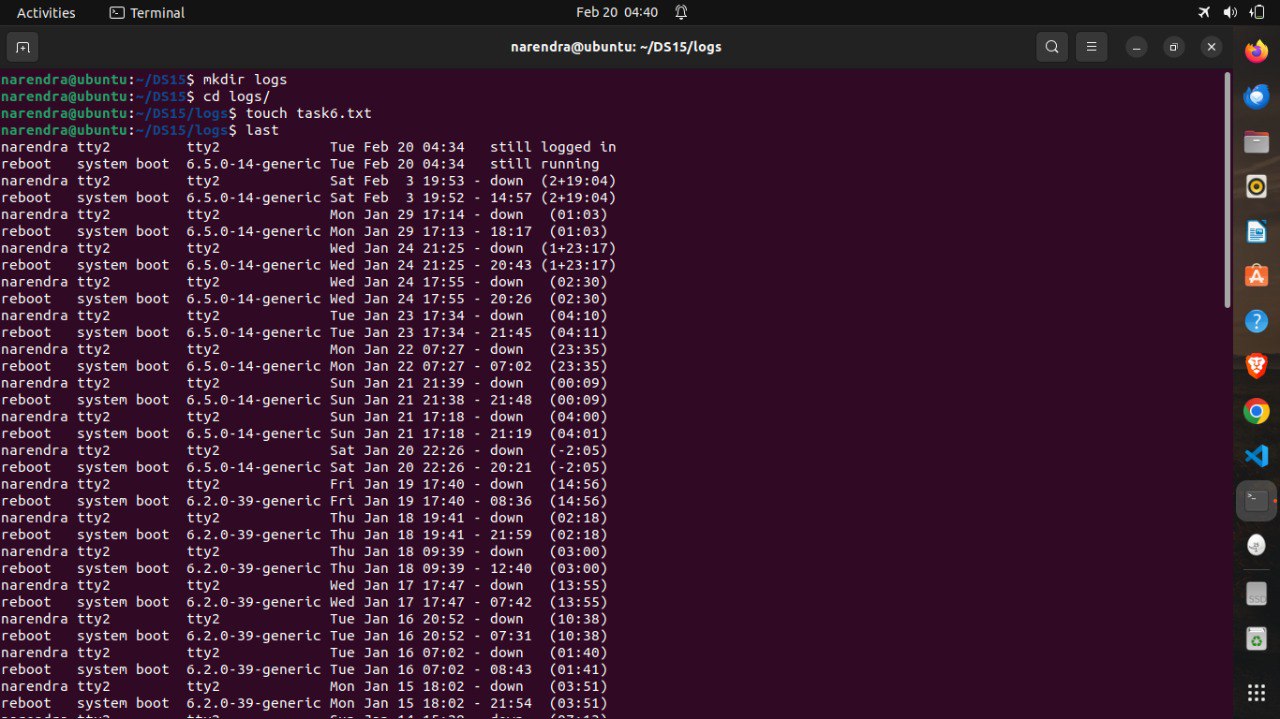 Activities Terminal Feb 20 04:40
narendra@ubuntu: ~/DS15/logs
narendra@ubuntu:~/DS15$ mkdir logs
narendra@ubuntu:~/DS15$ cd logs/
narendra@ubuntu:~/DS15/logs$ touch task6.txt
narendra@ubuntu:~/DS15/logs$ last
narendra tty2         tty2             Tue Feb 20 04:34   still logged in
reboot   system boot  6.5.0-14-generic Tue Feb 20 04:34   still running
narendra tty2         tty2             Sat Feb  3 19:53 - down  (2+19:04)
reboot   system boot  6.5.0-14-generic Sat Feb  3 19:52 - 14:57 (2+19:04)
narendra tty2         tty2             Mon Jan 29 17:14 - down   (01:03)
reboot   system boot  6.5.0-14-generic Mon Jan 29 17:13 - 18:17  (01:03)
narendra tty2         tty2             Wed Jan 24 21:25 - down  (1+23:17)
reboot   system boot  6.5.0-14-generic Wed Jan 24 21:25 - 20:43 (1+23:17)
narendra tty2         tty2             Wed Jan 24 17:55 - down   (02:30)
reboot   system boot  6.5.0-14-generic Wed Jan 24 17:55 - 20:26  (02:30)
narendra tty2         tty2             Tue Jan 23 17:34 - down   (04:10)
reboot   system boot  6.5.0-14-generic Tue Jan 23 17:34 - 21:45  (04:11)
narendra tty2         tty2             Mon Jan 22 07:27 - down   (23:35)
reboot   system boot  6.5.0-14-generic Mon Jan 22 07:27 - 07:02  (23:35)
narendra tty2         tty2             Sun Jan 21 21:39 - down   (00:09)
reboot   system boot  6.5.0-14-generic Sun Jan 21 21:38 - 21:48  (00:09)
narendra tty2         tty2             Sun Jan 21 17:18 - down   (04:00)
reboot   system boot  6.5.0-14-generic Sun Jan 21 17:18 - 21:19  (04:01)
narendra tty2         tty2             Sat Jan 20 22:26 - down   (-2:05)
reboot   system boot  6.5.0-14-generic Sat Jan 20 22:26 - 20:21  (-2:05)
narendra tty2         tty2             Fri Jan 19 17:40 - down   (14:56)
reboot   system boot  6.2.0-39-generic Fri Jan 19 17:40 - 08:36  (14:56)
narendra tty2         tty2             Thu Jan 18 19:41 - down   (02:18)
reboot   system boot  6.2.0-39-generic Thu Jan 18 19:41 - 21:59  (02:18)
narendra tty2         tty2             Thu Jan 18 09:39 - down   (03:00)
reboot   system boot  6.2.0-39-generic Thu Jan 18 09:39 - 12:40  (03:00)
narendra tty2         tty2             Wed Jan 17 17:47 - down   (13:55)
reboot   system boot  6.2.0-39-generic Wed Jan 17 17:47 - 07:42  (13:55)
narendra tty2         tty2             Tue Jan 16 20:52 - down   (10:38)
reboot   system boot  6.2.0-39-generic Tue Jan 16 20:52 - 07:31  (10:38)
narendra tty2         tty2             Tue Jan 16 07:02 - down   (01:40)
reboot   system boot  6.2.0-39-generic Tue Jan 16 07:02 - 08:43  (01:41)
narendra tty2         tty2             Mon Jan 15 18:02 - down   (03:51)
reboot   system boot  6.2.0-39-generic Mon Jan 15 18:02 - 21:54  (03:51)
SSD